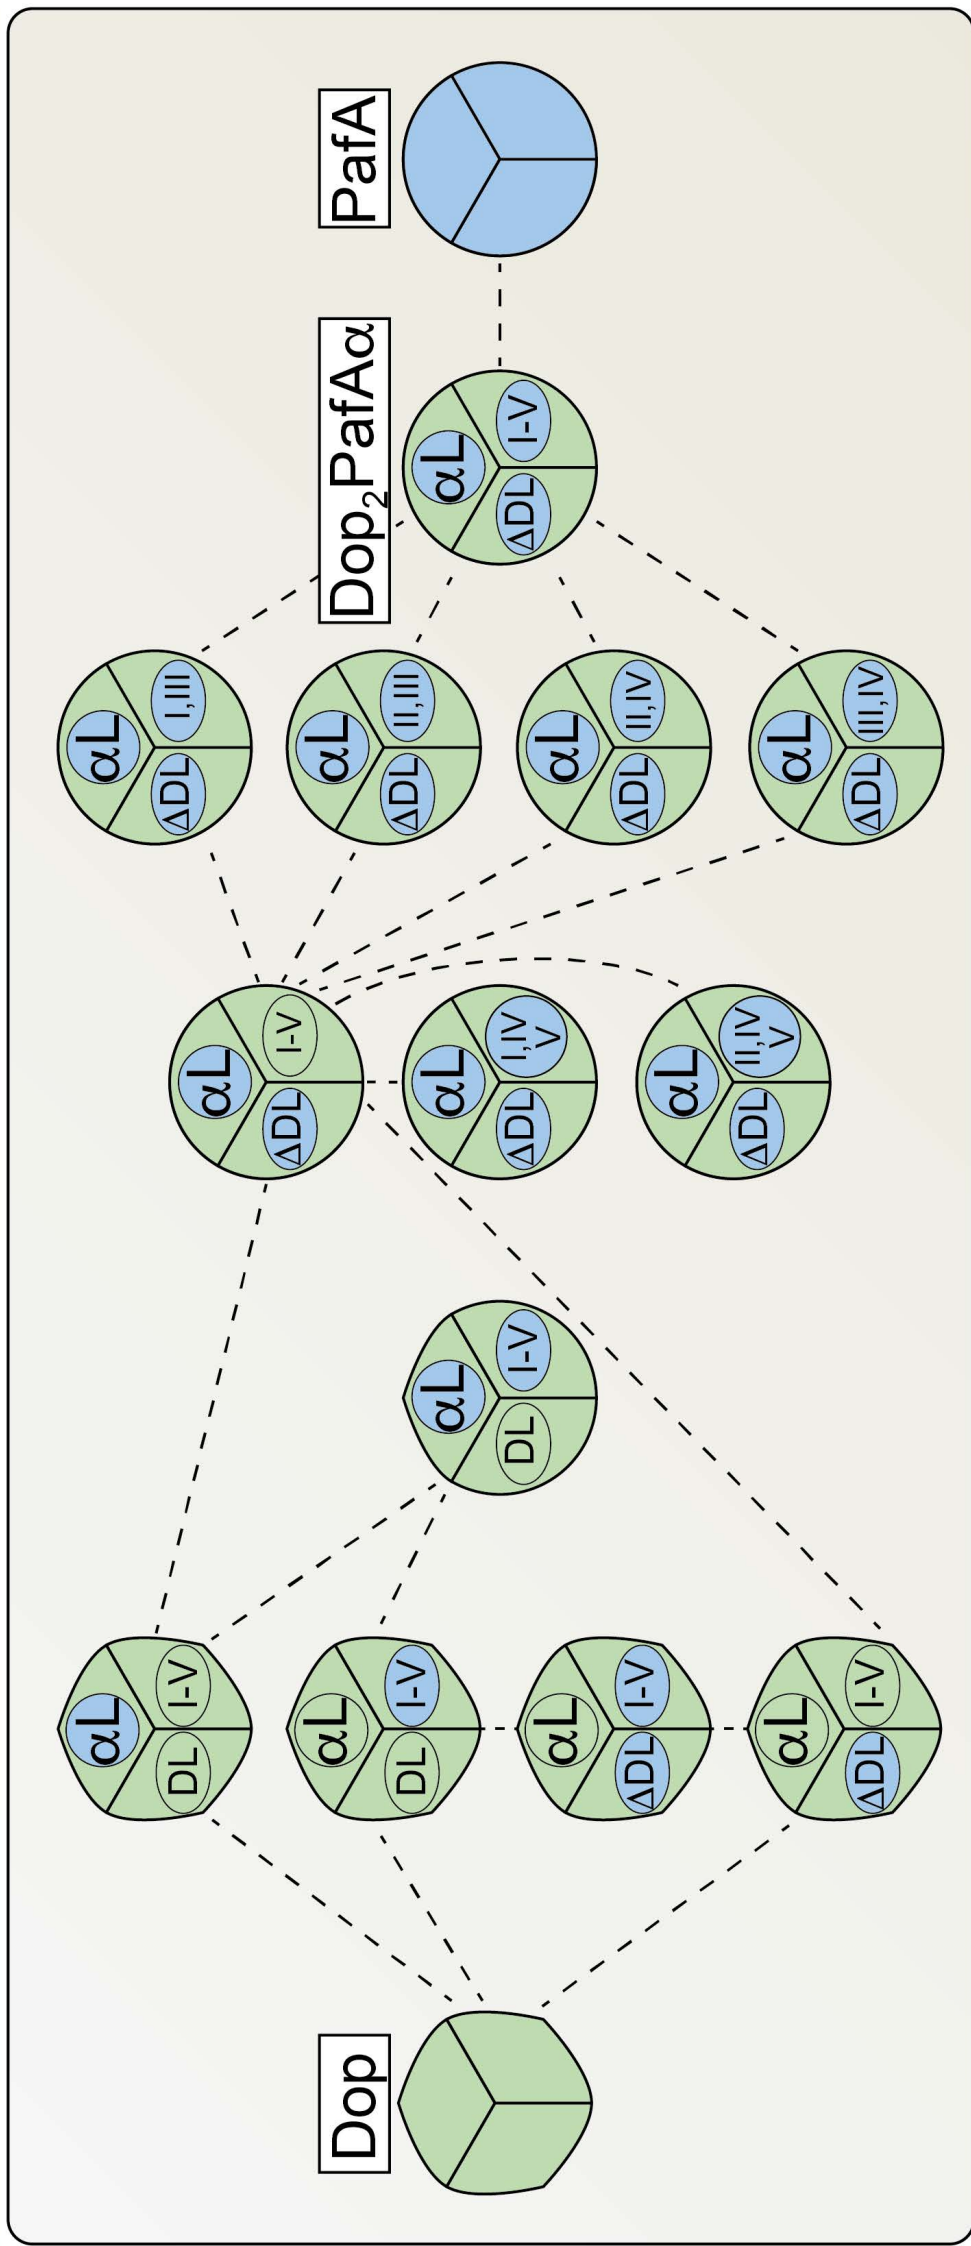 Dop
αL
DL
I-V
αL
DL
I-V
αL
ΔDL
I-V
αL
ΔDL
I-V
αL
DL
I-V
αL
ΔDL
I-V
αL
ΔDL
I,IV
V
αL
ΔDL
II,IV
V
αL
ΔDL
I,III
αL
ΔDL
II,III
αL
ΔDL
II,IV
αL
ΔDL
III,IV
Dop₂PafAα
αL
ΔDL
I-V
PafA